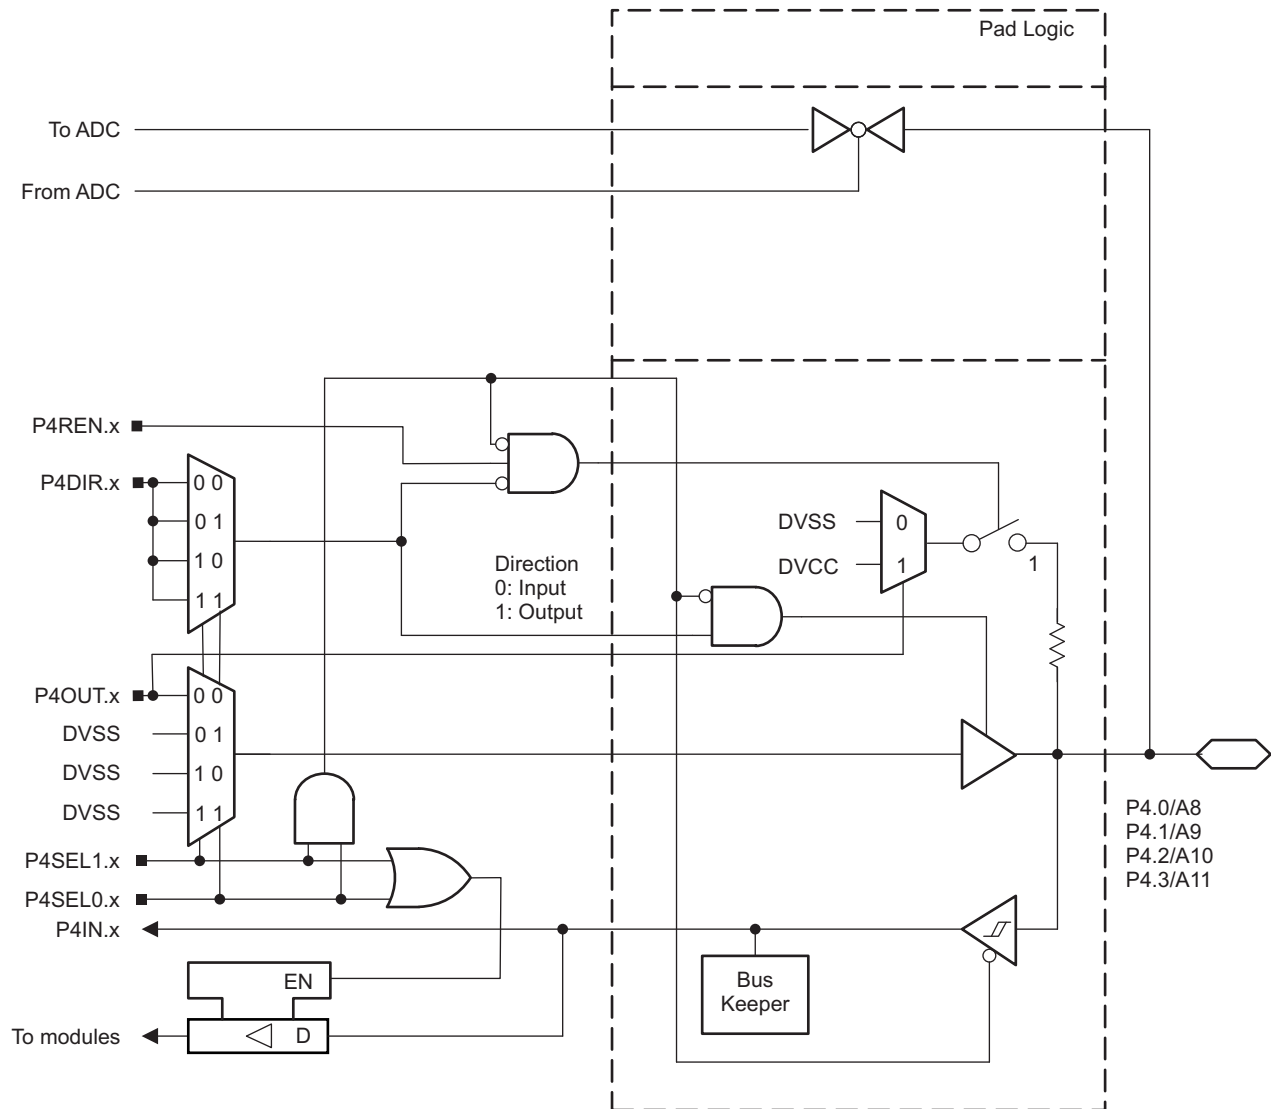 Pad Logic
To ADC
From ADC
P4REN.x
P4DIR.x
0 0
0 1
1 0
1 1
Direction
0: Input
1: Output
DVSS
0
DVCC
1
1
P4OUT.x
0 0
DVSS
0 1
DVSS
1 0
DVSS
1 1
P4.0/A8
P4.1/A9
P4.2/A10
P4.3/A11
P4SEL1.x
P4SEL0.x
P4IN.x
Bus
Keeper
EN
To modules
D